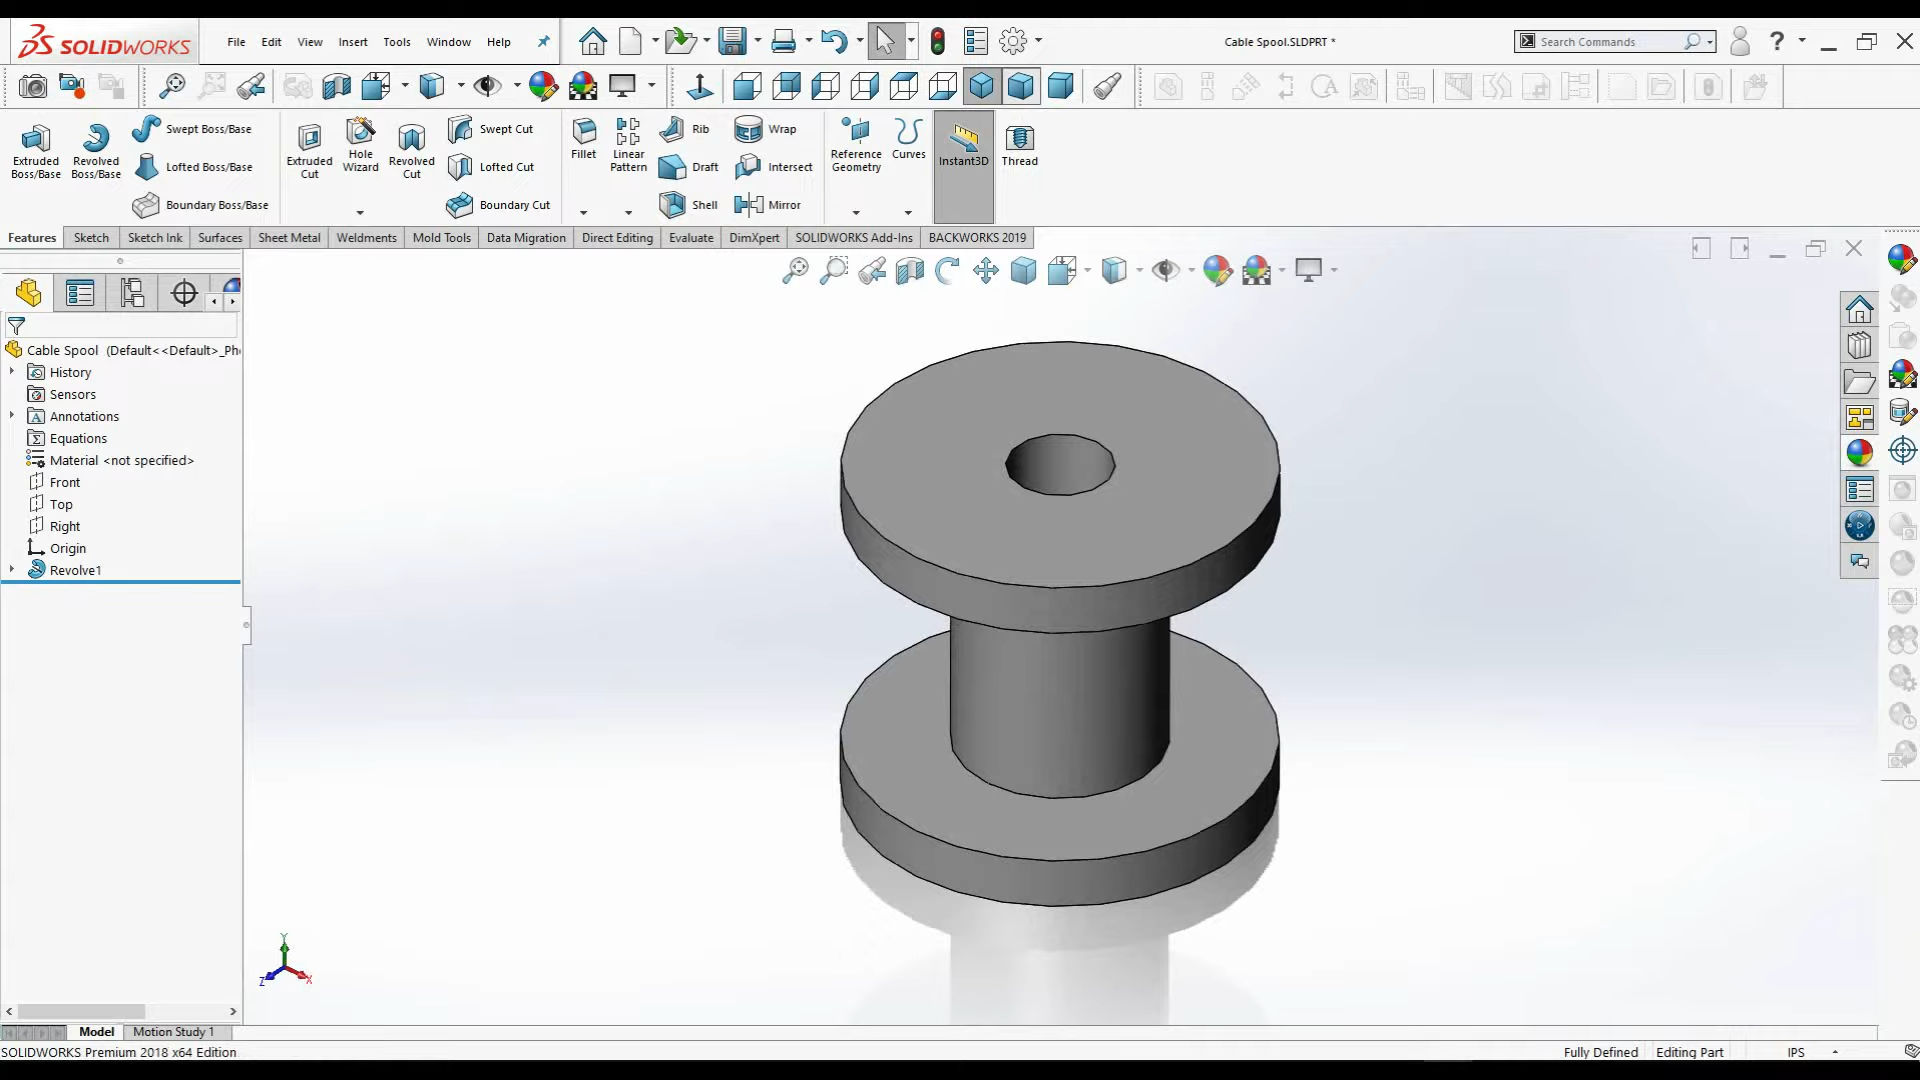 SOLIDWORKS File Edit View Insert Tools Window Help Cable Spool.SLDPRT * Search Commands
Extruded Boss/Base
Revolved Boss/Base
Swept Boss/Base
Lofted Boss/Base
Boundary Boss/Base
Extruded Cut
Hole Wizard
Revolved Cut
Swept Cut
Lofted Cut
Boundary Cut
Fillet
Linear Pattern
Rib
Draft
Shell
Wrap
Intersect
Mirror
Reference Geometry
Curves
Instant3D
Thread
Features Sketch Sketch Ink Surfaces Sheet Metal Weldments Mold Tools Data Migration Direct Editing Evaluate DimXpert SOLIDWORKS Add-Ins BACKWORKS 2019
Cable Spool (Default<<Default>_Ph
History
Sensors
Annotations
Equations
Material <not specified>
Front
Top
Right
Origin
Revolve1
Y
Z X
Model Motion Study 1
SOLIDWORKS Premium 2018 x64 Edition Fully Defined Editing Part IPS